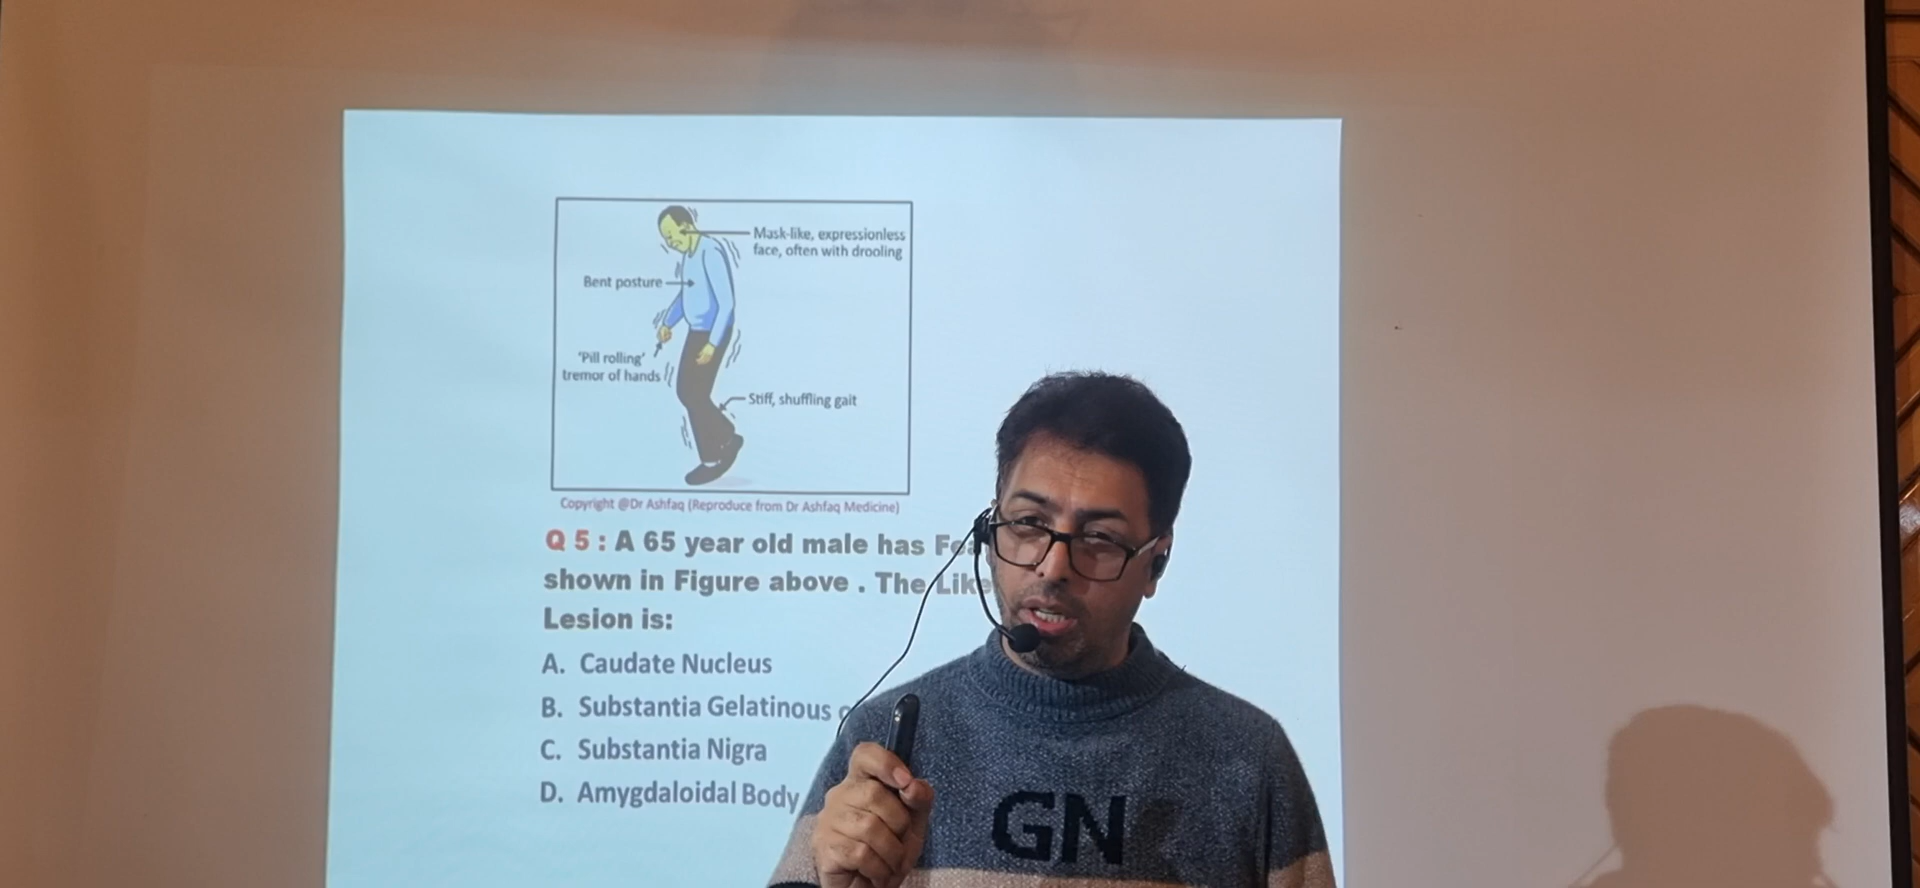 Mask-like, expressionless
face, often with drooling
Bent posture
'Pill rolling'
tremor of hands
Stiff, shuffling gait
Copyright @Dr Ashfaq (Reproduce from Dr Ashfaq Medicine)
Q 5 : A 65 year old male has
shown in Figure above . The
Lesion is:
A. Caudate Nucleus
B. Substantia Gelatinous
C. Substantia Nigra
D. Amygdaloidal Body
GN